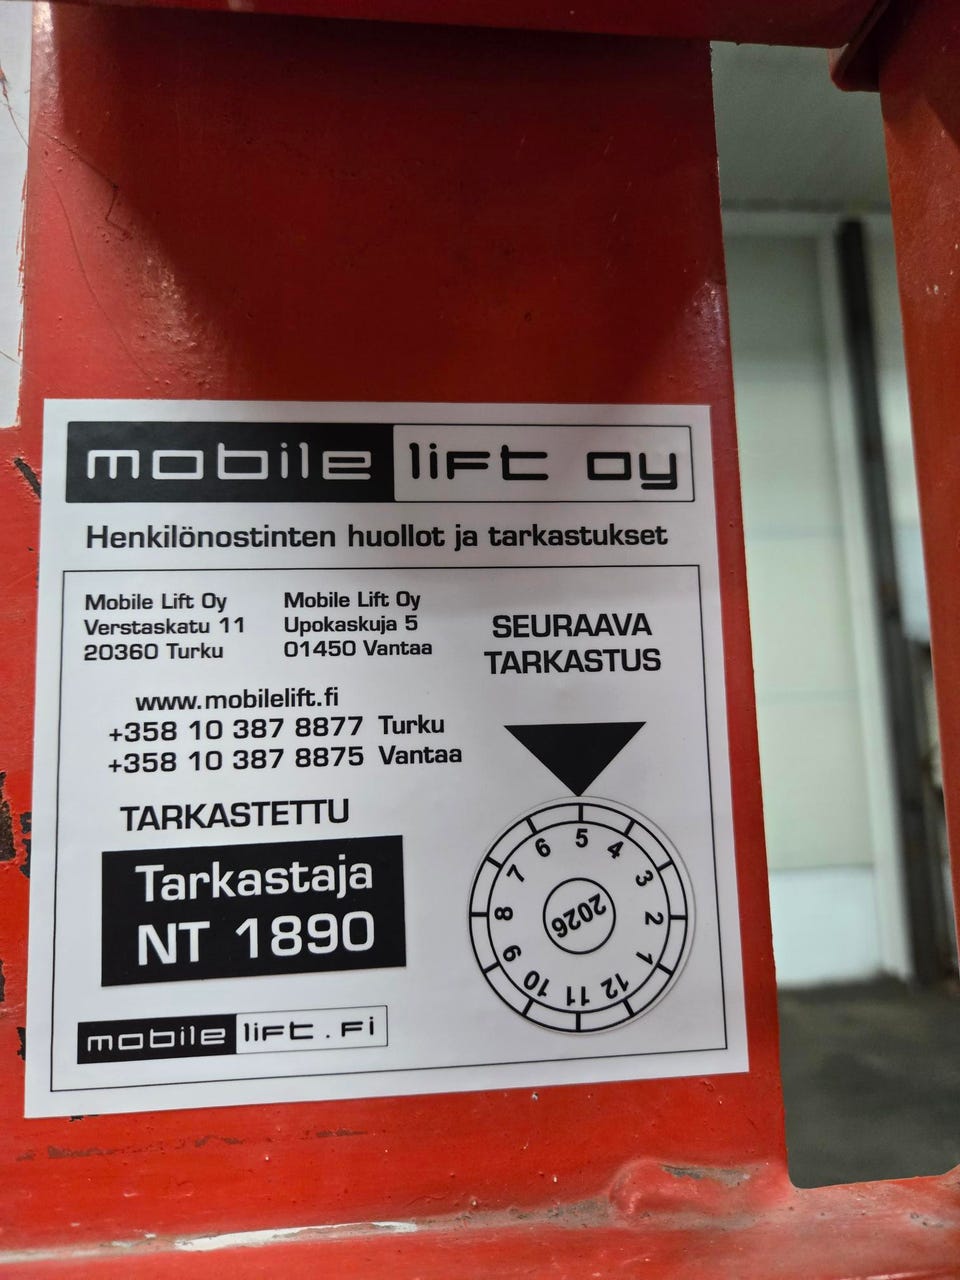 mobile lift oy
Henkilönostinten huollot ja tarkastukset
Mobile Lift Oy
Verstaskatu 11
20360 Turku
Mobile Lift Oy
Upokaskuja 5
01450 Vantaa
www.mobilelift.fi
+358 10 387 8877 Turku
+358 10 387 8875 Vantaa
TARKASTETTU
Tarkastaja
NT 1890
mobile lift.fi
SEURAAVA
TARKASTUS
5 4 3 2 1 12 11 10 9 8 7 6
2026